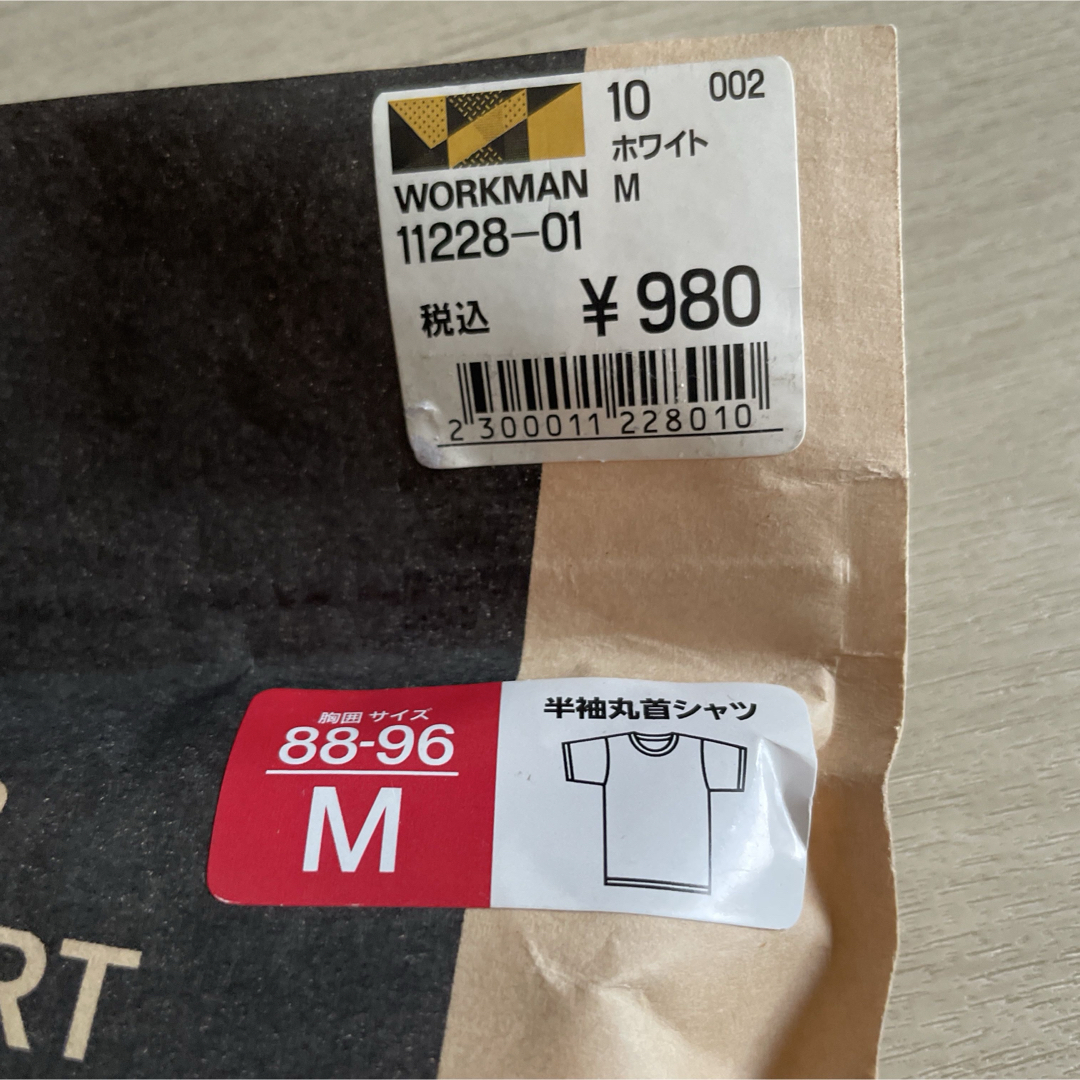 10 002
ホワイト
WORKMAN M
11228-01
税込 ¥980
2 300011 228010
胸囲 サイズ
88-96
M
半袖丸首シャツ
RT